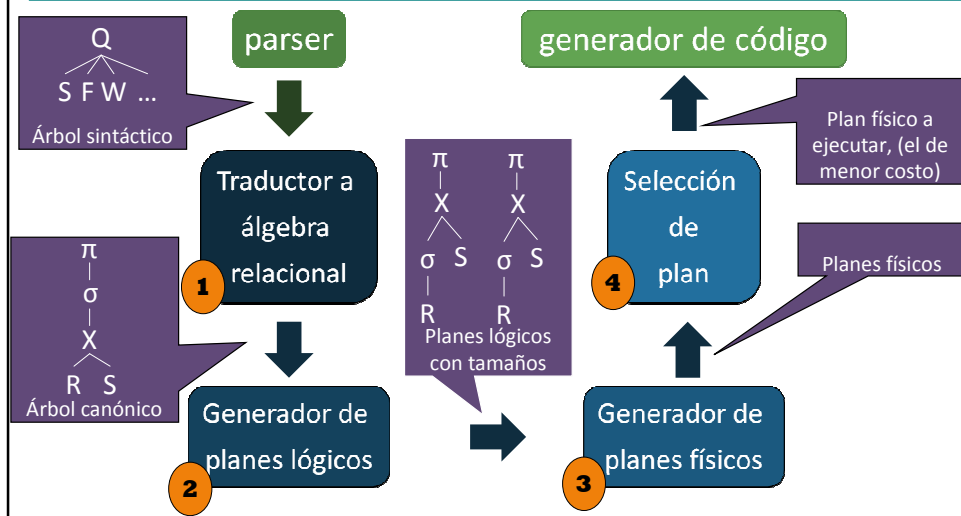 parser
generador de código
Q
S F W ...
Árbol sintáctico
Traductor a
álgebra
relacional
1
π
σ
X
R S
Árbol canónico
Generador de
planes lógicos
2
π π
X X
σ S σ S
R R
Planes lógicos
con tamaños
Generador de
planes físicos
3
Planes físicos
Selección
de
plan
4
Plan físico a
ejecutar, (el de
menor costo)